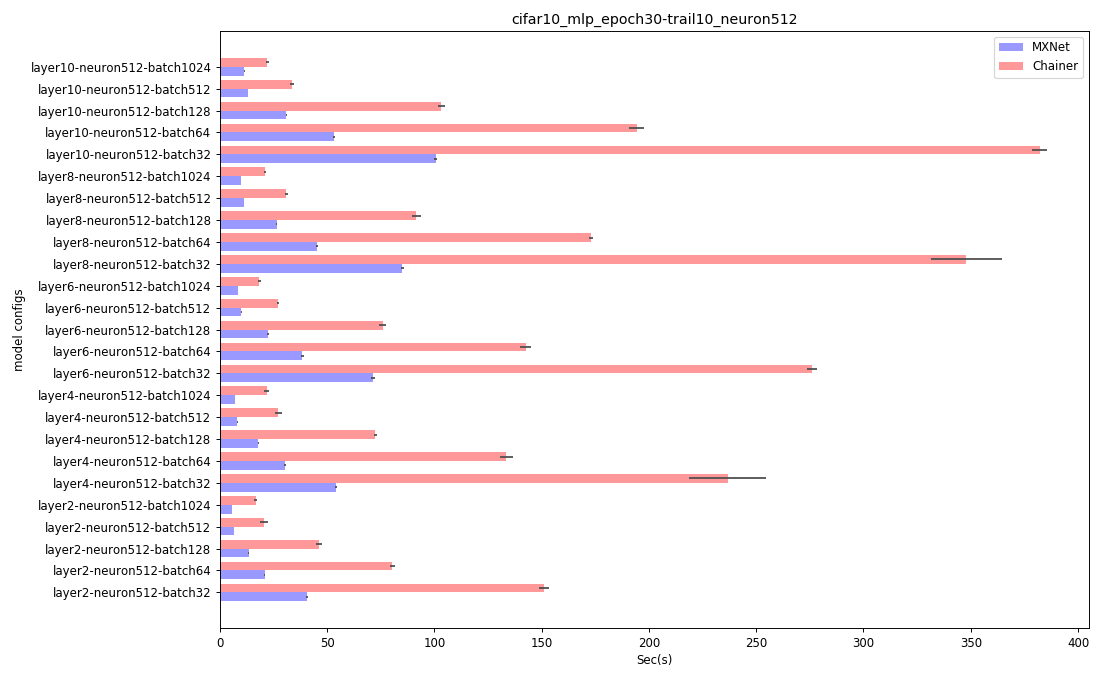 cifar10_mlp_epoch30-trail10_neuron512
MXNet
Chainer
model configs
layer10-neuron512-batch1024
layer10-neuron512-batch512
layer10-neuron512-batch128
layer10-neuron512-batch64
layer10-neuron512-batch32
layer8-neuron512-batch1024
layer8-neuron512-batch512
layer8-neuron512-batch128
layer8-neuron512-batch64
layer8-neuron512-batch32
layer6-neuron512-batch1024
layer6-neuron512-batch512
layer6-neuron512-batch128
layer6-neuron512-batch64
layer6-neuron512-batch32
layer4-neuron512-batch1024
layer4-neuron512-batch512
layer4-neuron512-batch128
layer4-neuron512-batch64
layer4-neuron512-batch32
layer2-neuron512-batch1024
layer2-neuron512-batch512
layer2-neuron512-batch128
layer2-neuron512-batch64
layer2-neuron512-batch32
0 50 100 150 200 250 300 350 400
Sec(s)